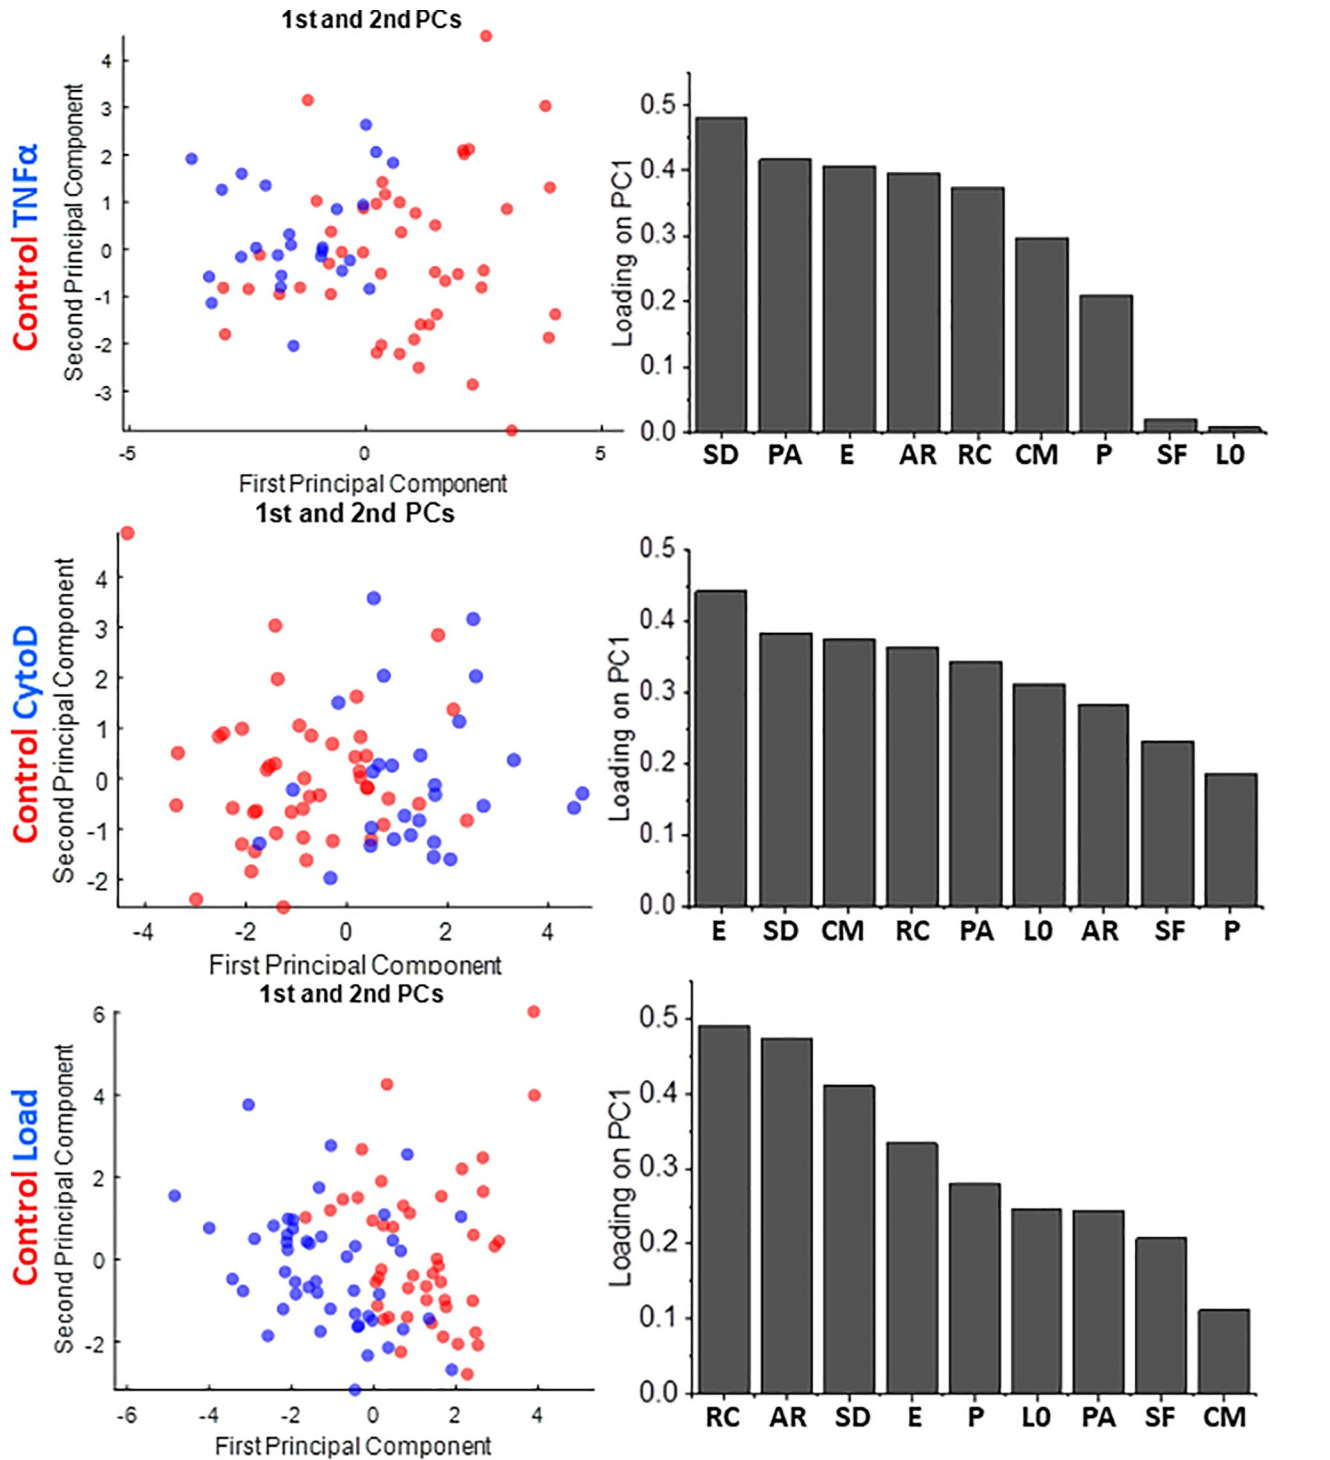 1st and 2nd PCs
Control TNFα
Second Principal Component
4
3
2
1
0
-1
-2
-3
-5
0
5
First Principal Component
Loading on PC1
0.5
0.4
0.3
0.2
0.1
0.0
SD PA E AR RC CM P SF L0
1st and 2nd PCs
Control CytoD
Second Principal Component
4
3
2
1
0
-1
-2
-4
-2
0
2
4
First Principal Component
Loading on PC1
0.5
0.4
0.3
0.2
0.1
0.0
E SD CM RC PA L0 AR SF P
1st and 2nd PCs
Control Load
Second Principal Component
6
4
2
0
-2
-6
-4
-2
0
2
4
First Principal Component
Loading on PC1
0.5
0.4
0.3
0.2
0.1
0.0
RC AR SD E P L0 PA SF CM